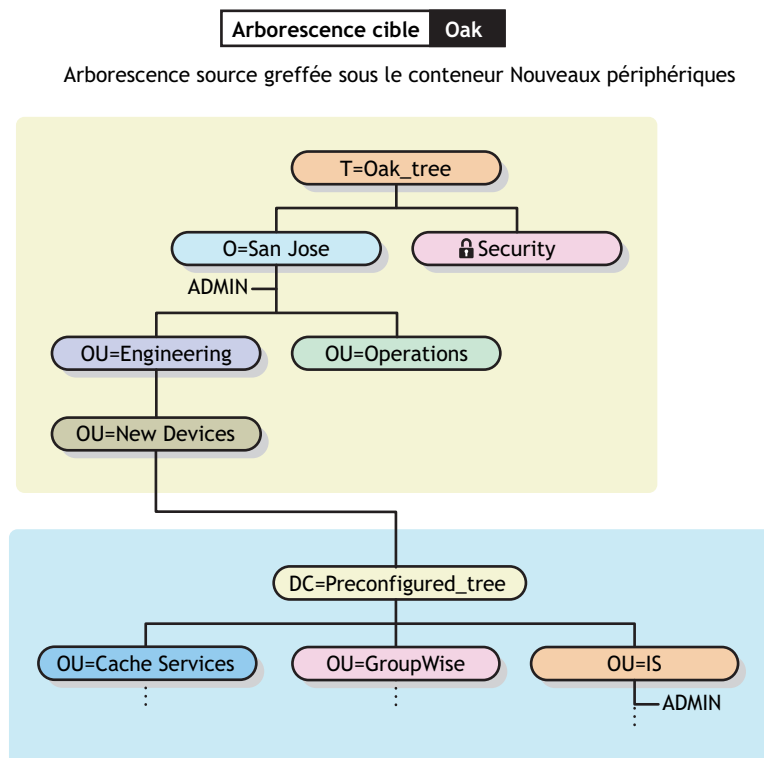 Arborescence cible Oak
Arborescence source greffée sous le conteneur Nouveaux périphériques
T=Oak_tree
O=San Jose
Security
ADMIN
OU=Engineering
OU=Operations
OU=New Devices
DC=Preconfigured_tree
OU=Cache Services
OU=GroupWise
OU=IS
ADMIN